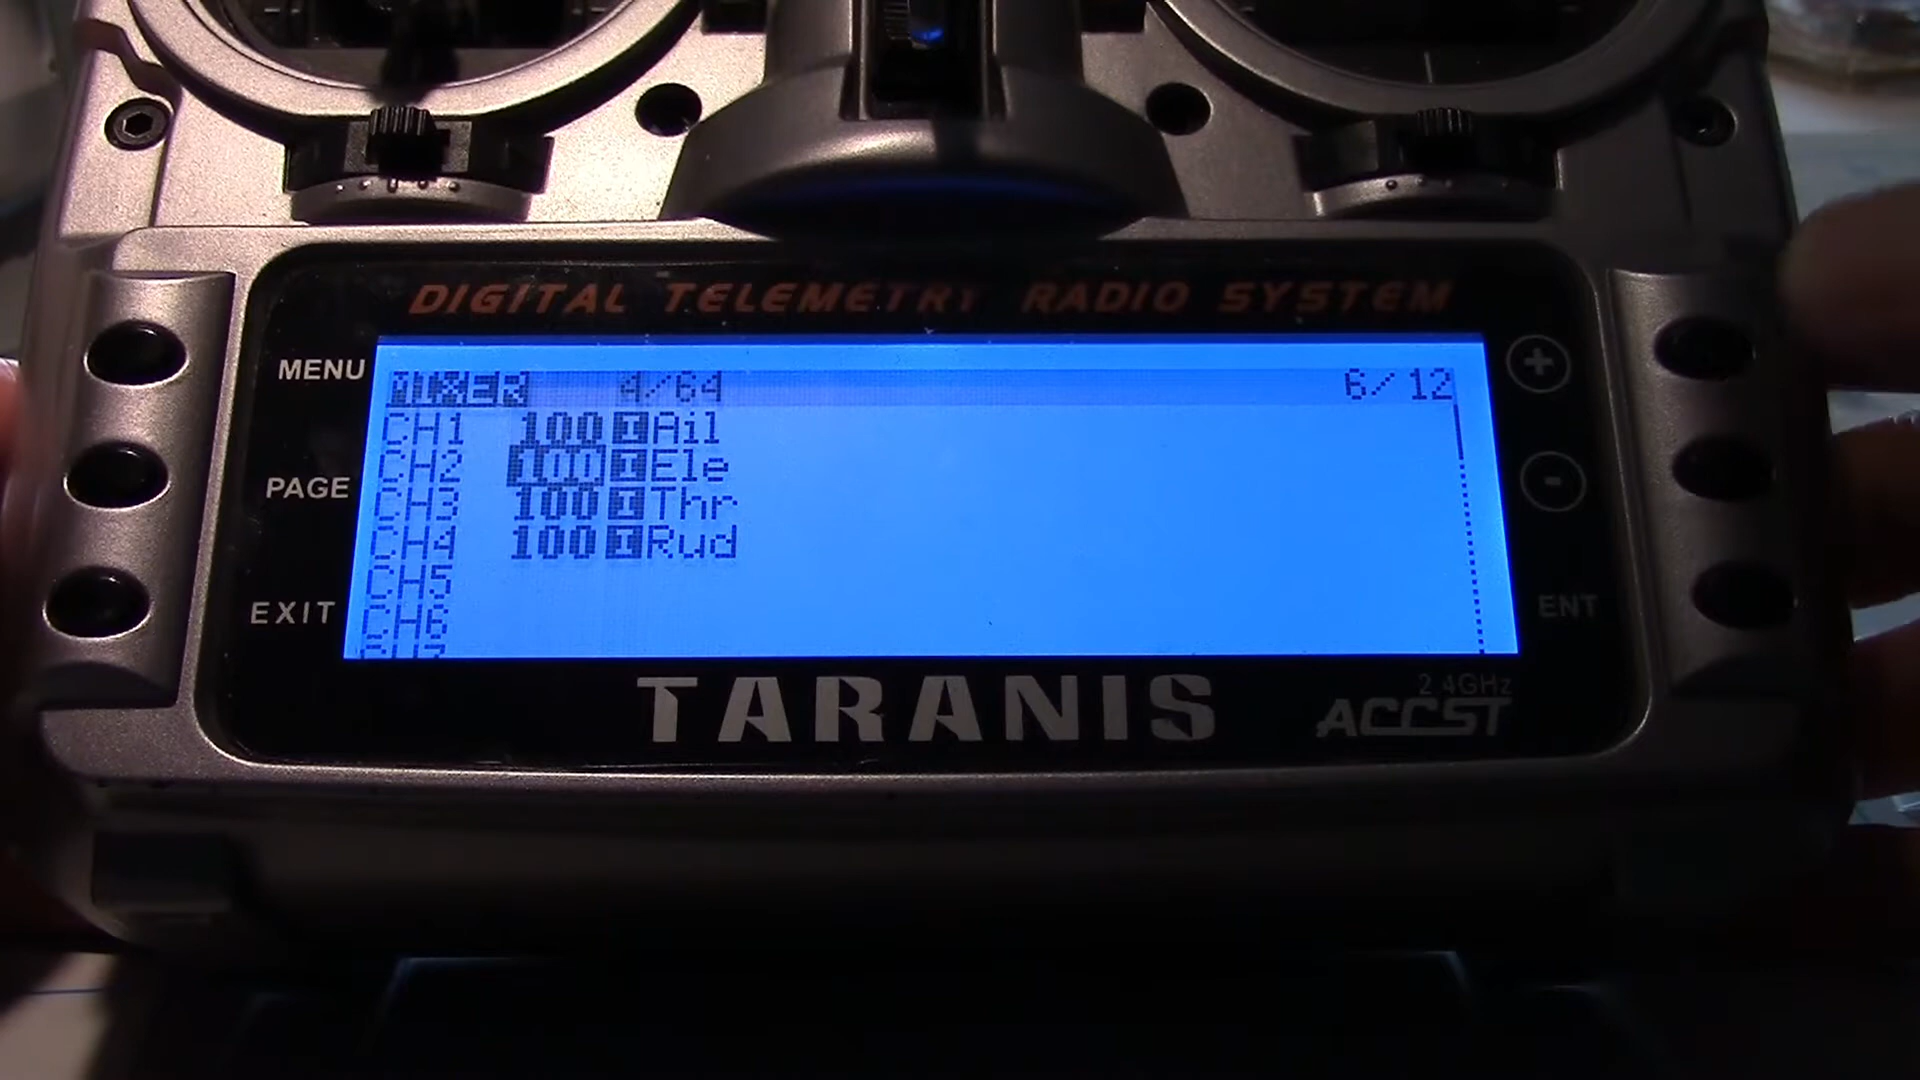 DIGITAL TELEMETRY RADIO SYSTEM
MENU
PAGE
EXIT
MIXER 4/64 6/12
CH1 100 I Ail
CH2 100 I Ele
CH3 100 I Thr
CH4 100 I Rud
CH5
CH6
+
-
ENT
TARANIS
2.4GHz
ACCST